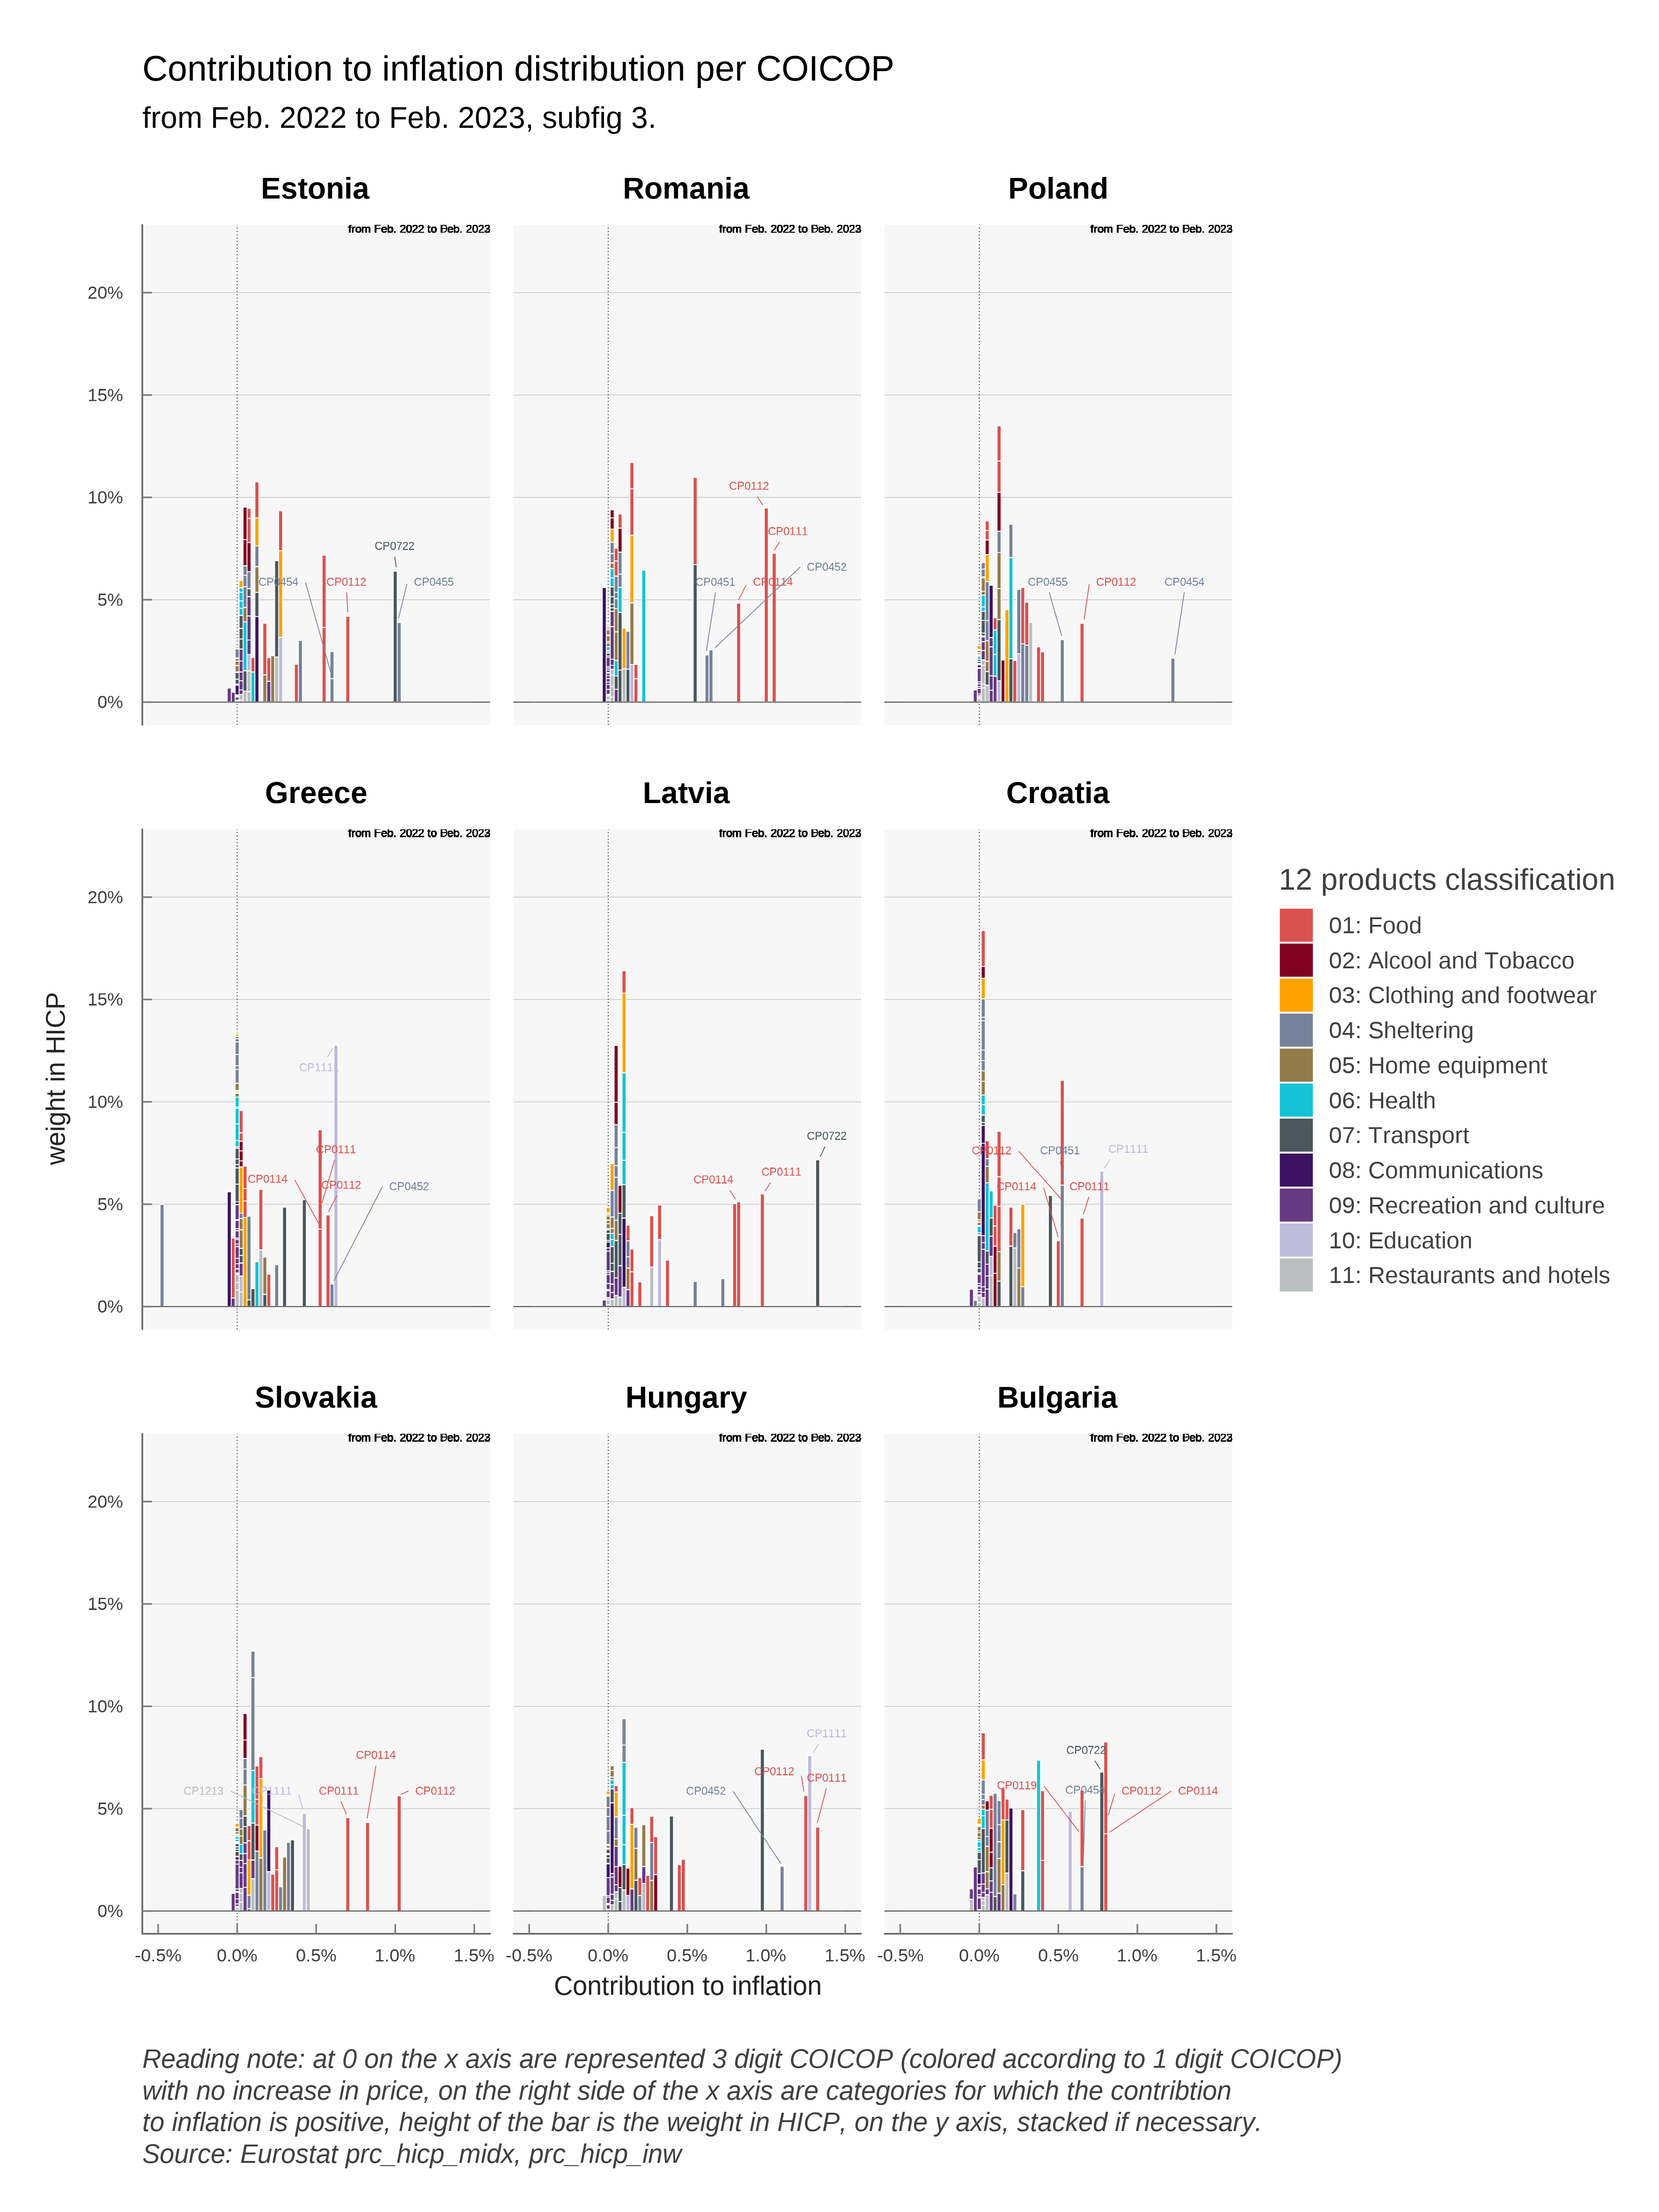 Contribution to inflation distribution per COICOP
from Feb. 2022 to Feb. 2023, subfig 3.
Estonia
Romania
Poland
from Feb. 2022 to Feb. 2023
from Feb. 2022 to Feb. 2023
from Feb. 2022 to Feb. 2023
20%
15%
10%
5%
0%
CP0722
CP0454
CP0112
CP0455
CP0112
CP0111
CP0452
CP0451
CP0114
CP0455
CP0112
CP0454
Greece
Latvia
Croatia
from Feb. 2022 to Feb. 2023
from Feb. 2022 to Feb. 2023
from Feb. 2022 to Feb. 2023
20%
15%
10%
5%
0%
CP1111
CP0111
CP0114
CP0112
CP0452
CP0722
CP0111
CP0114
CP0112
CP0451
CP1111
CP0114
CP0111
weight in HICP
12 products classification
01: Food
02: Alcool and Tobacco
03: Clothing and footwear
04: Sheltering
05: Home equipment
06: Health
07: Transport
08: Communications
09: Recreation and culture
10: Education
11: Restaurants and hotels
Slovakia
Hungary
Bulgaria
from Feb. 2022 to Feb. 2023
from Feb. 2022 to Feb. 2023
from Feb. 2022 to Feb. 2023
20%
15%
10%
5%
0%
CP0114
CP1213
CP1111
CP0111
CP0112
CP1111
CP0112
CP0111
CP0452
CP0722
CP0119
CP0454
CP0112
CP0114
-0.5% 0.0% 0.5% 1.0% 1.5%
-0.5% 0.0% 0.5% 1.0% 1.5%
-0.5% 0.0% 0.5% 1.0% 1.5%
Contribution to inflation
Reading note: at 0 on the x axis are represented 3 digit COICOP (colored according to 1 digit COICOP)
with no increase in price, on the right side of the x axis are categories for which the contribtion
to inflation is positive, height of the bar is the weight in HICP, on the y axis, stacked if necessary.
Source: Eurostat prc_hicp_midx, prc_hicp_inw